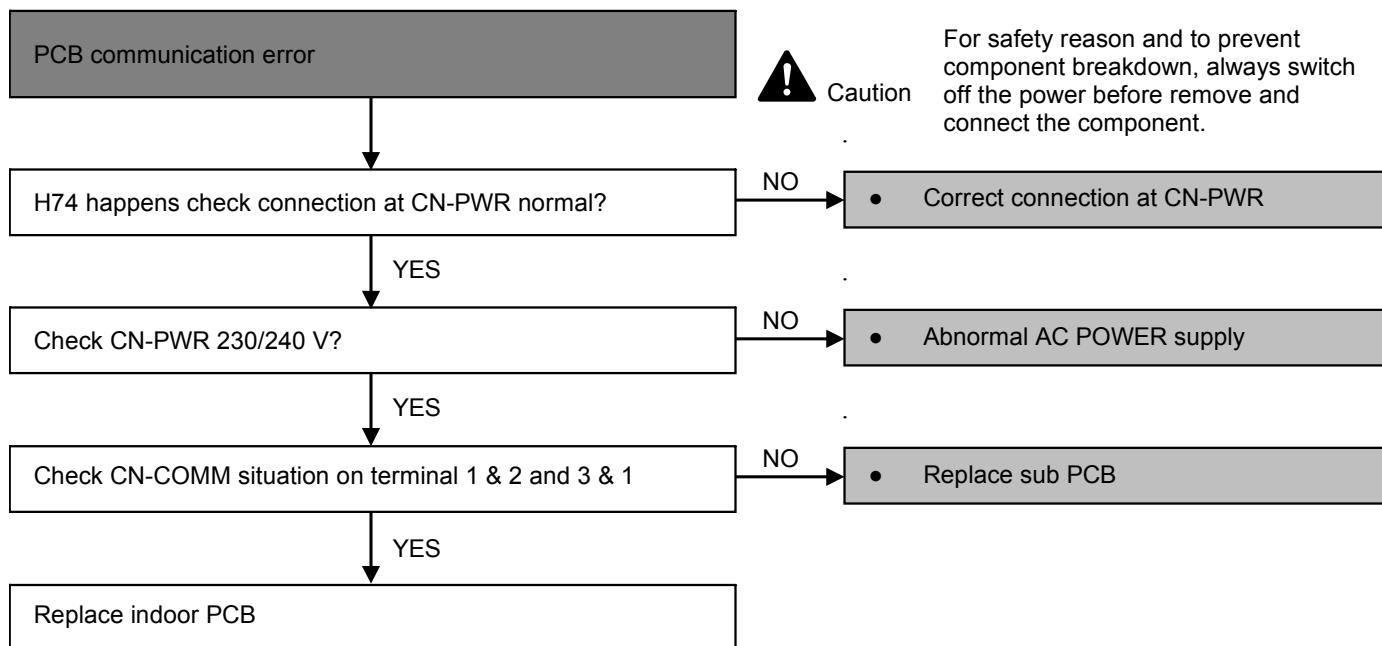 PCB communication error
Caution
For safety reason and to prevent
component breakdown, always switch
off the power before remove and
connect the component.
.
H74 happens check connection at CN-PWR normal?
NO
● Correct connection at CN-PWR
YES
.
Check CN-PWR 230/240 V?
NO
● Abnormal AC POWER supply
YES
.
Check CN-COMM situation on terminal 1 & 2 and 3 & 1
NO
● Replace sub PCB
YES
Replace indoor PCB